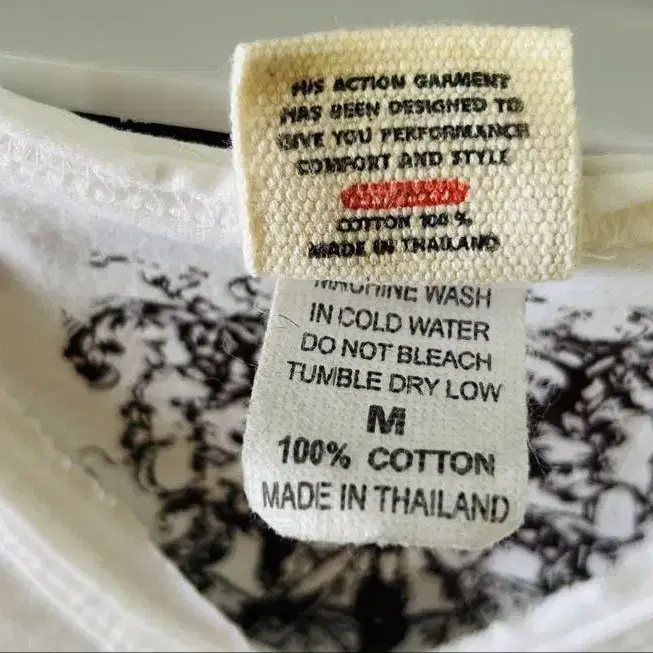 HIS ACTION GARMENT
HAS BEEN DESIGNED TO
GIVE YOU PERFORMANCE
COMFORT AND STYLE
COTTON 100 %
MADE IN THAILAND
MACHINE WASH
IN COLD WATER
DO NOT BLEACH
TUMBLE DRY LOW
M
100% COTTON
MADE IN THAILAND